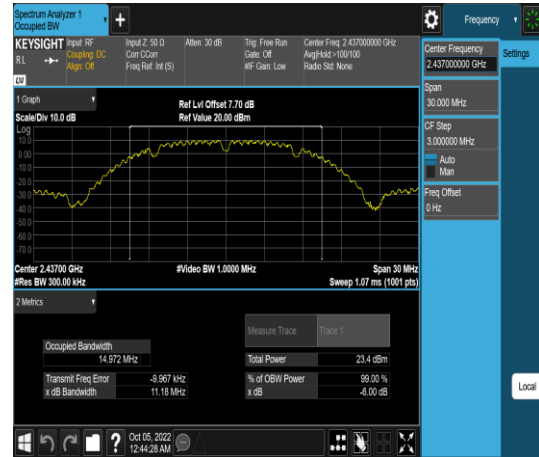 Spectrum Analyzer 1
Occupied BW
+
Frequency
KEYSIGHT
Input: RF
Coupling: DC
Align: Off
Input Z: 50 Ω
Corr CCorr
Freq Ref: Int (S)
Atten: 30 dB
Trig: Free Run
Gate: Off
#IF Gain: Low
Center Freq: 2.437000000 GHz
Avg|Hold:>100/100
Radio Std: None
RL
LXI
Center Frequency
2.437000000 GHz
Settings
Span
30.000 MHz
CF Step
3.000000 MHz
Auto
Man
Freq Offset
0 Hz
1 Graph
Scale/Div 10.0 dB
Ref Lvl Offset 7.70 dB
Ref Value 20.00 dBm
Log
10.0
0.00
-10.0
-20.0
-30.0
-40.0
-50.0
-60.0
-70.0
Center 2.43700 GHz
#Res BW 300.00 kHz
#Video BW 1.0000 MHz
Span 30 MHz
Sweep 1.07 ms (1001 pts)
2 Metrics
Measure Trace
Trace 1
Occupied Bandwidth
14.972 MHz
Total Power
23.4 dBm
Transmit Freq Error
-9.967 kHz
% of OBW Power
99.00 %
x dB Bandwidth
11.18 MHz
x dB
-6.00 dB
Local
?
Oct 05, 2022
12:44:28 AM